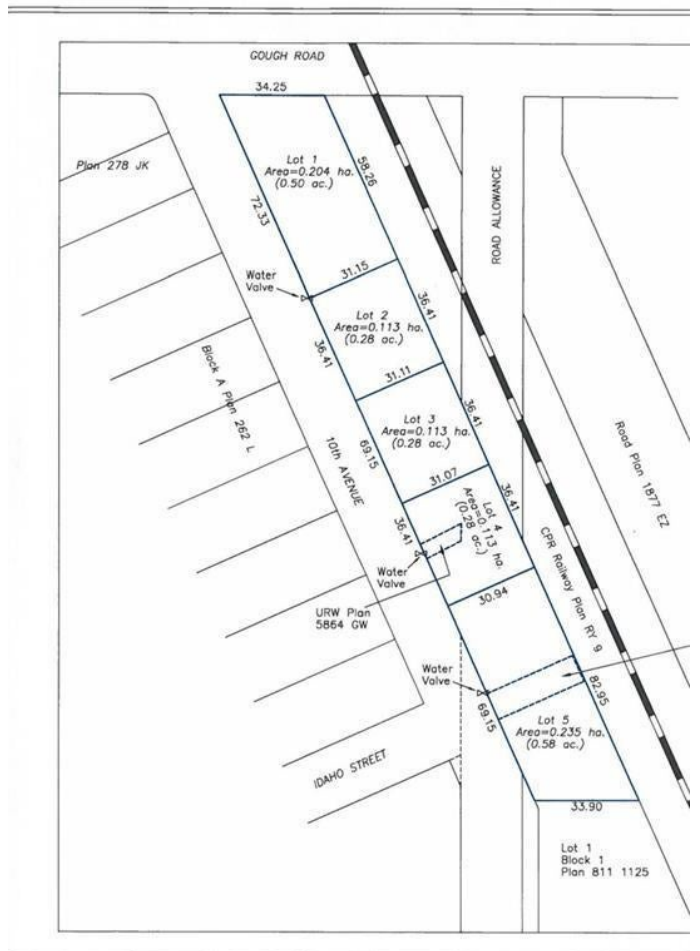 GOUGH ROAD
34.25
Plan 278 JK
Lot 1
Area=0.204 ha.
(0.50 ac.)
58.26
72.33
ROAD ALLOWANCE
31.15
Water
Valve
Lot 2
Area=0.113 ha.
(0.28 ac.)
36.41
36.41
Block A Plan 262 L
31.11
Lot 3
Area=0.113 ha.
(0.28 ac.)
36.41
69.15
10th AVENUE
31.07
Lot 4
Area=0.113 ha.
(0.28 ac.)
36.41
36.41
Road Plan 1877 EZ
Water
Valve
CPR Railway Plan RY 9
URW Plan
5864 GW
30.94
Water
Valve
82.95
69.15
Lot 5
Area=0.235 ha.
(0.58 ac.)
IDAHO STREET
33.90
Lot 1
Block 1
Plan 811 1125